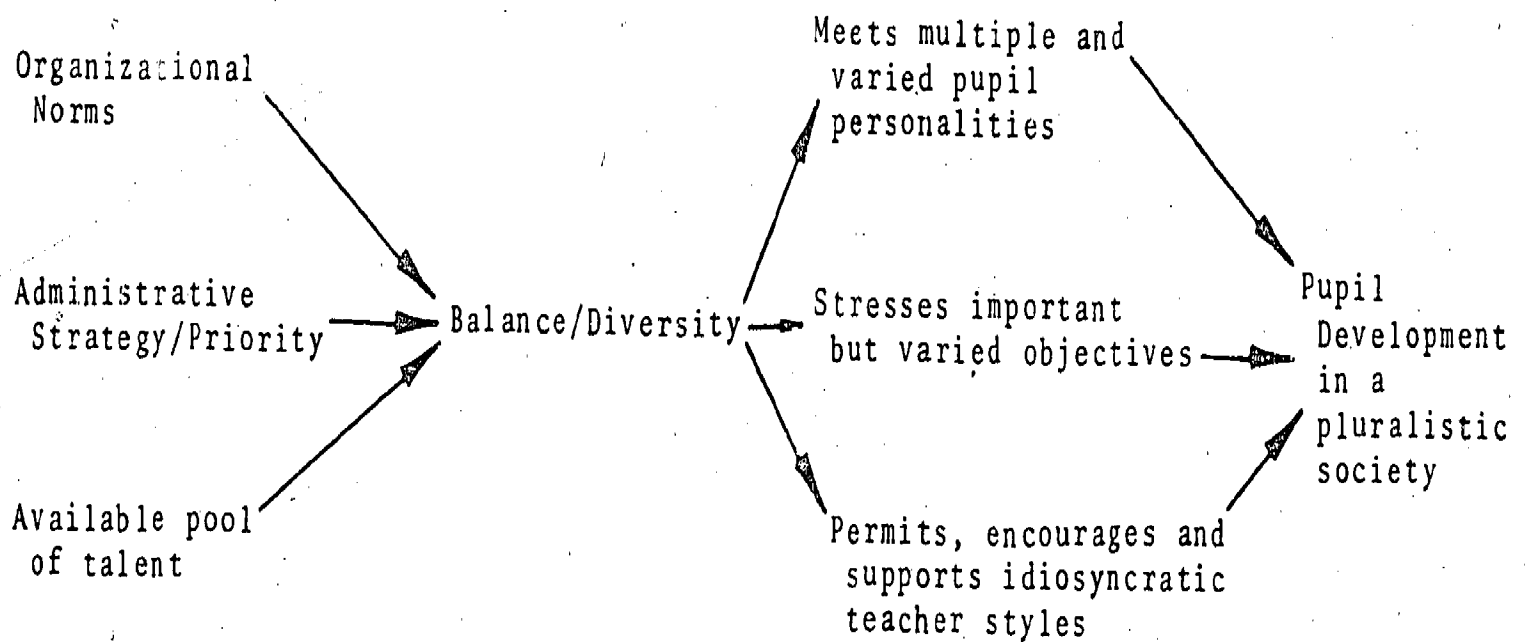 Organizational
Norms
Administrative
Strategy/Priority
Available pool
of talent
Balance/Diversity
Meets multiple and
varied pupil
personalities
Stresses important
but varied objectives
Permits, encourages and
supports idiosyncratic
teacher styles
Pupil
Development
in a
pluralistic
society